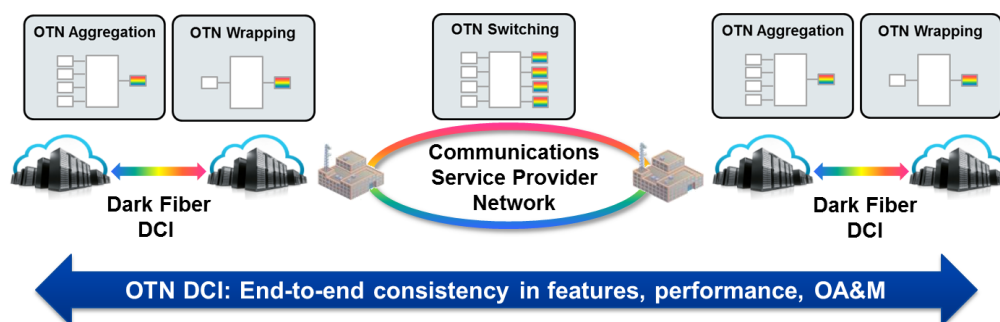 OTN Aggregation
OTN Wrapping
OTN Switching
OTN Aggregation
OTN Wrapping
Communications
Service Provider
Network
Dark Fiber
DCI
Dark Fiber
DCI
OTN DCI: End-to-end consistency in features, performance, OA&M